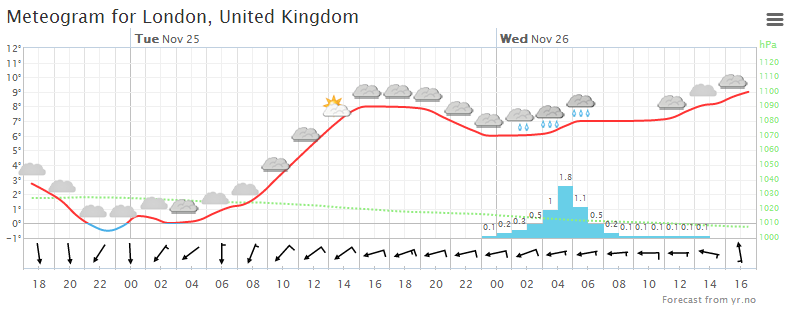 Meteogram for London, United Kingdom
Tue Nov 25 Wed Nov 26 hPa
12°
11° 1120
10° 1110
9° 1100
8° 1090
7° 1080
6° 1070
5° 1060
4° 1050
3° 1040
2° 1030
1° 1020
0° 1010
−1° 1000
0.1 0.2 0.3 0.5 1 1.8 1.1 0.5 0.2 0.1 0.1 0.1 0.1 0.1 0.1
18 20 22 00 02 04 06 08 10 12 14 16 18 20 22 00 02 04 06 08 10 12 14 16
Forecast from yr.no